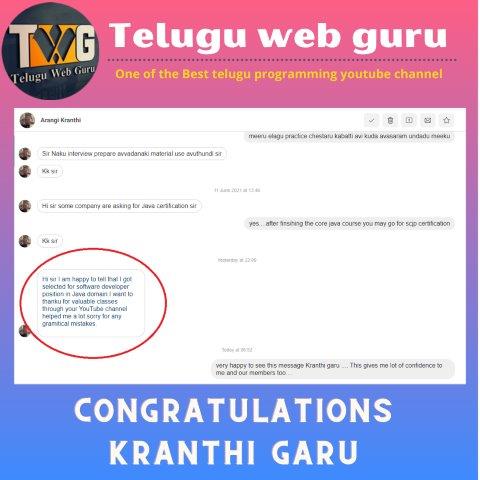 TWG
Telugu Web Guru
Telugu web guru
One of the Best telugu programming youtube channel
Arangi Kranthi
meeru elagu practice chestaru kabatti avi kuda avasaram undadu meeku
Sir Naku interview prepare avvadanaki material use avuthundi sir
Kk sir
11 June 2021 at 13:46
Hi sir some company are asking for Java certification sir
yes... after finsihing the core java course you may go for scjp certification
Kk sir
Yesterday at 22:09
Hi sir I am happy to tell that I got
selected for software developer
position in Java domain I want to
thanku for valuable classes
through your YouTube channel
helped me a lot sorry for any
gramitical mistakes
Today at 06:52
very happy to see this message Kranthi garu .... This gives me lot of confidence to
me and our members too...
CONGRATULATIONS
KRANTHI GARU